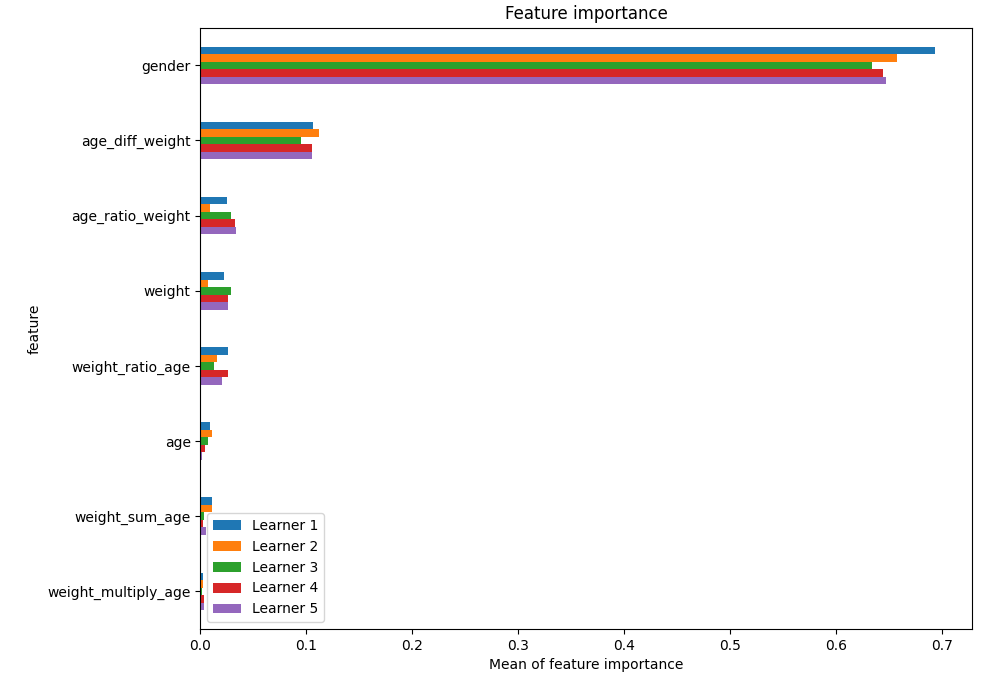 Feature importance
gender
age_diff_weight
age_ratio_weight
weight
weight_ratio_age
age
weight_sum_age
weight_multiply_age
feature
Learner 1
Learner 2
Learner 3
Learner 4
Learner 5
0.0 0.1 0.2 0.3 0.4 0.5 0.6 0.7
Mean of feature importance